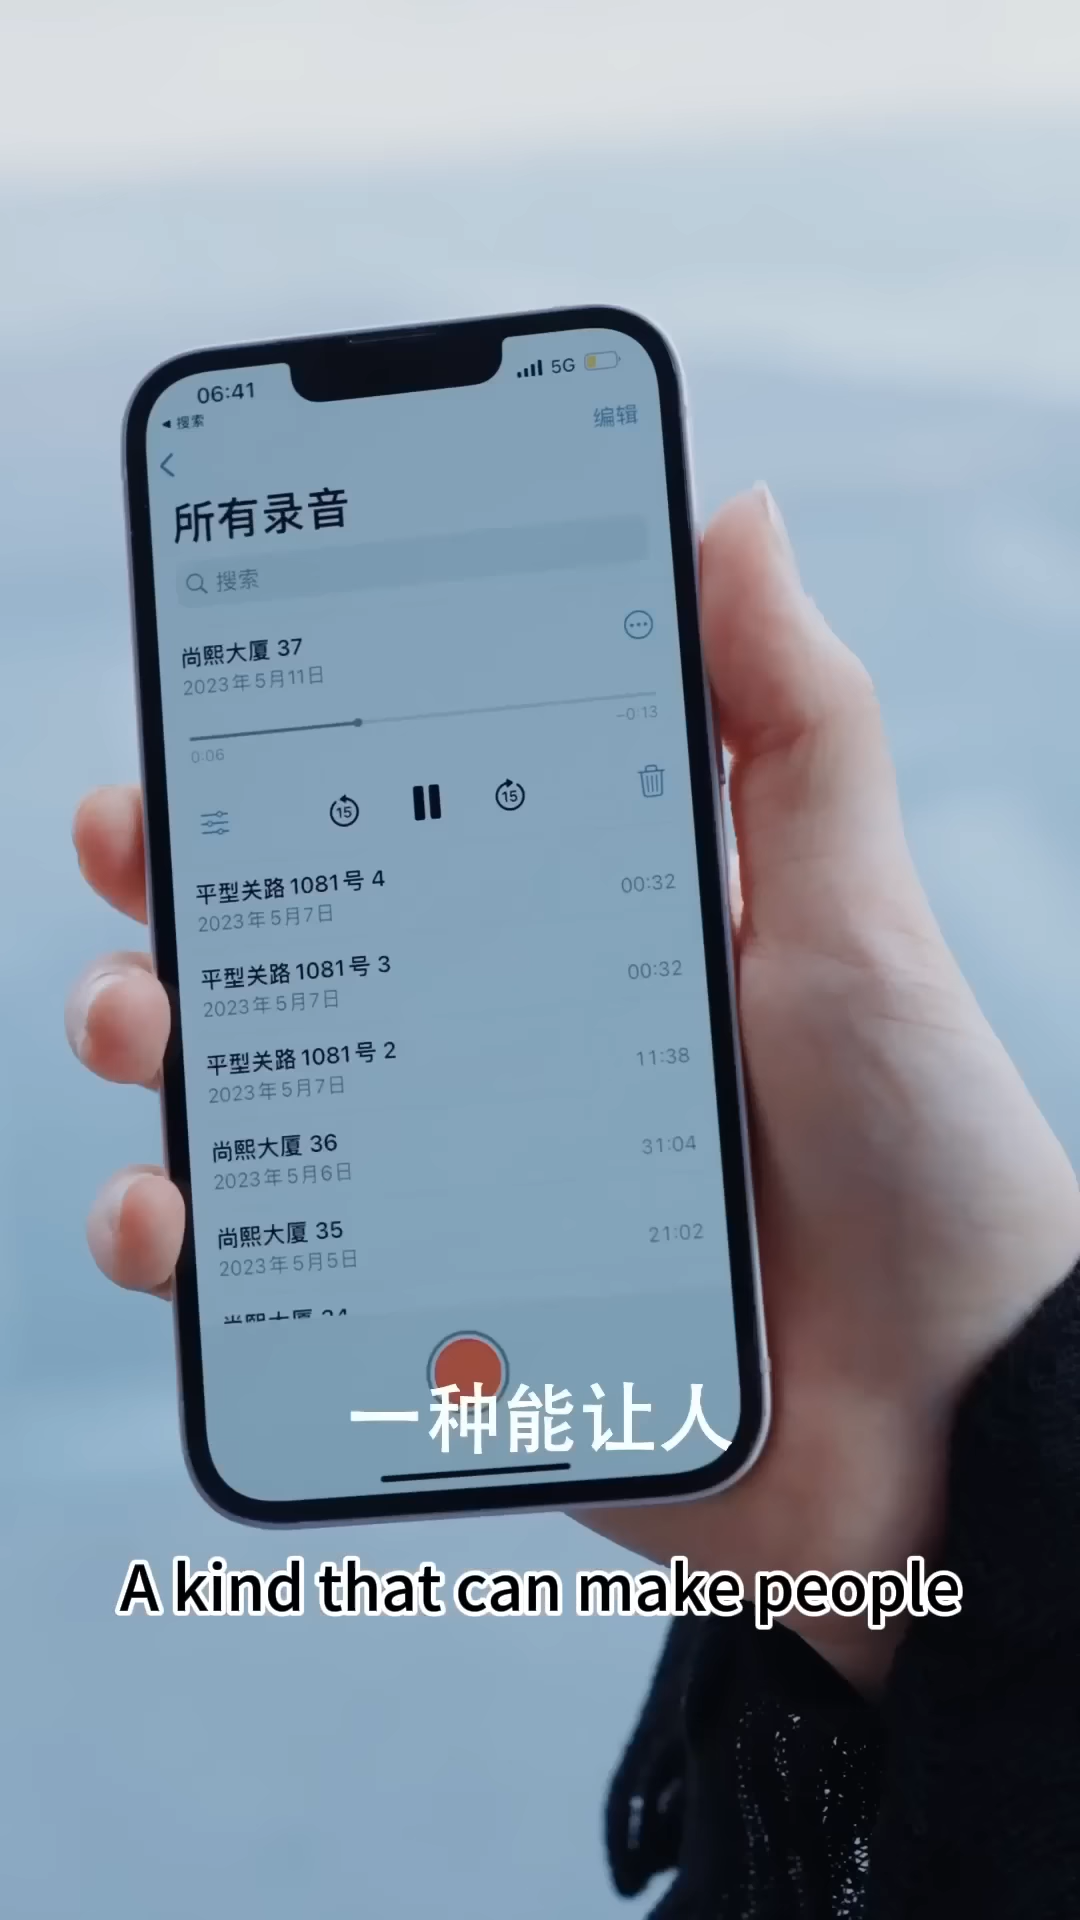 06:41
5G
◀ 搜索
编辑
所有录音
搜索
尚熙大厦 37
2023年5月11日
0:06
-0:13
15
15
平型关路1081号 4
2023年5月7日
00:32
平型关路1081号 3
2023年5月7日
00:32
平型关路1081号 2
2023年5月7日
11:38
尚熙大厦 36
2023年5月6日
31:04
尚熙大厦 35
2023年5月5日
21:02
一种能让人
A kind that can make people